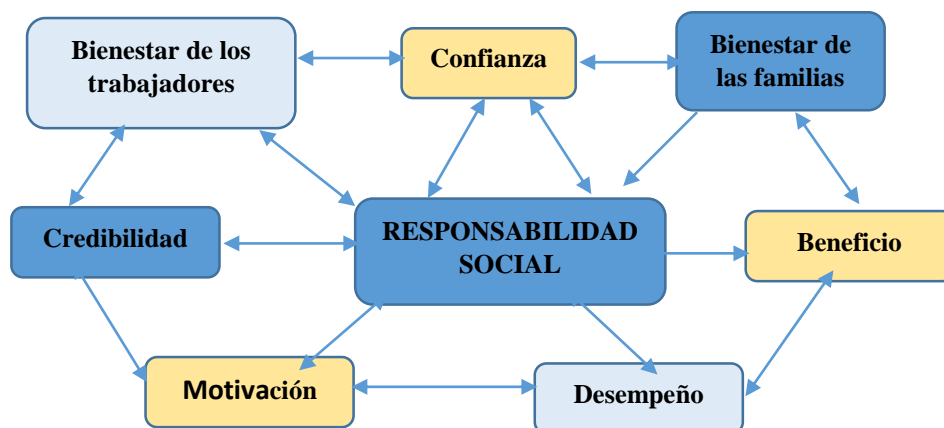 Bienestar de los
trabajadores
Confianza
Bienestar de
las familias
Credibilidad
RESPONSABILIDAD
SOCIAL
Beneficio
Motivación
Desempeño